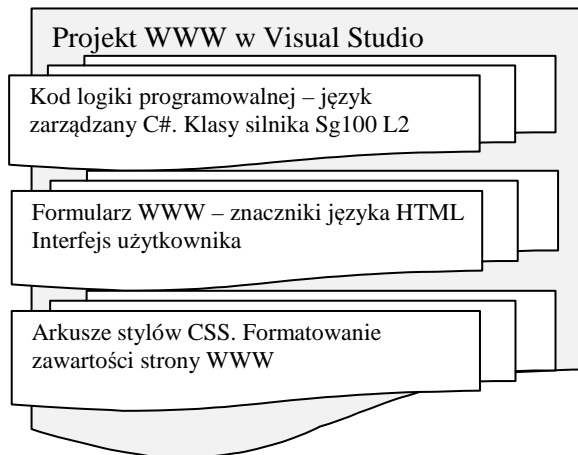 Projekt WWW w Visual Studio
Kod logiki programowalnej – język
zarządzany C#. Klasy silnika Sg100 L2
Formularz WWW – znaczniki języka HTML
Interfejs użytkownika
Arkusze stylów CSS. Formatowanie
zawartości strony WWW